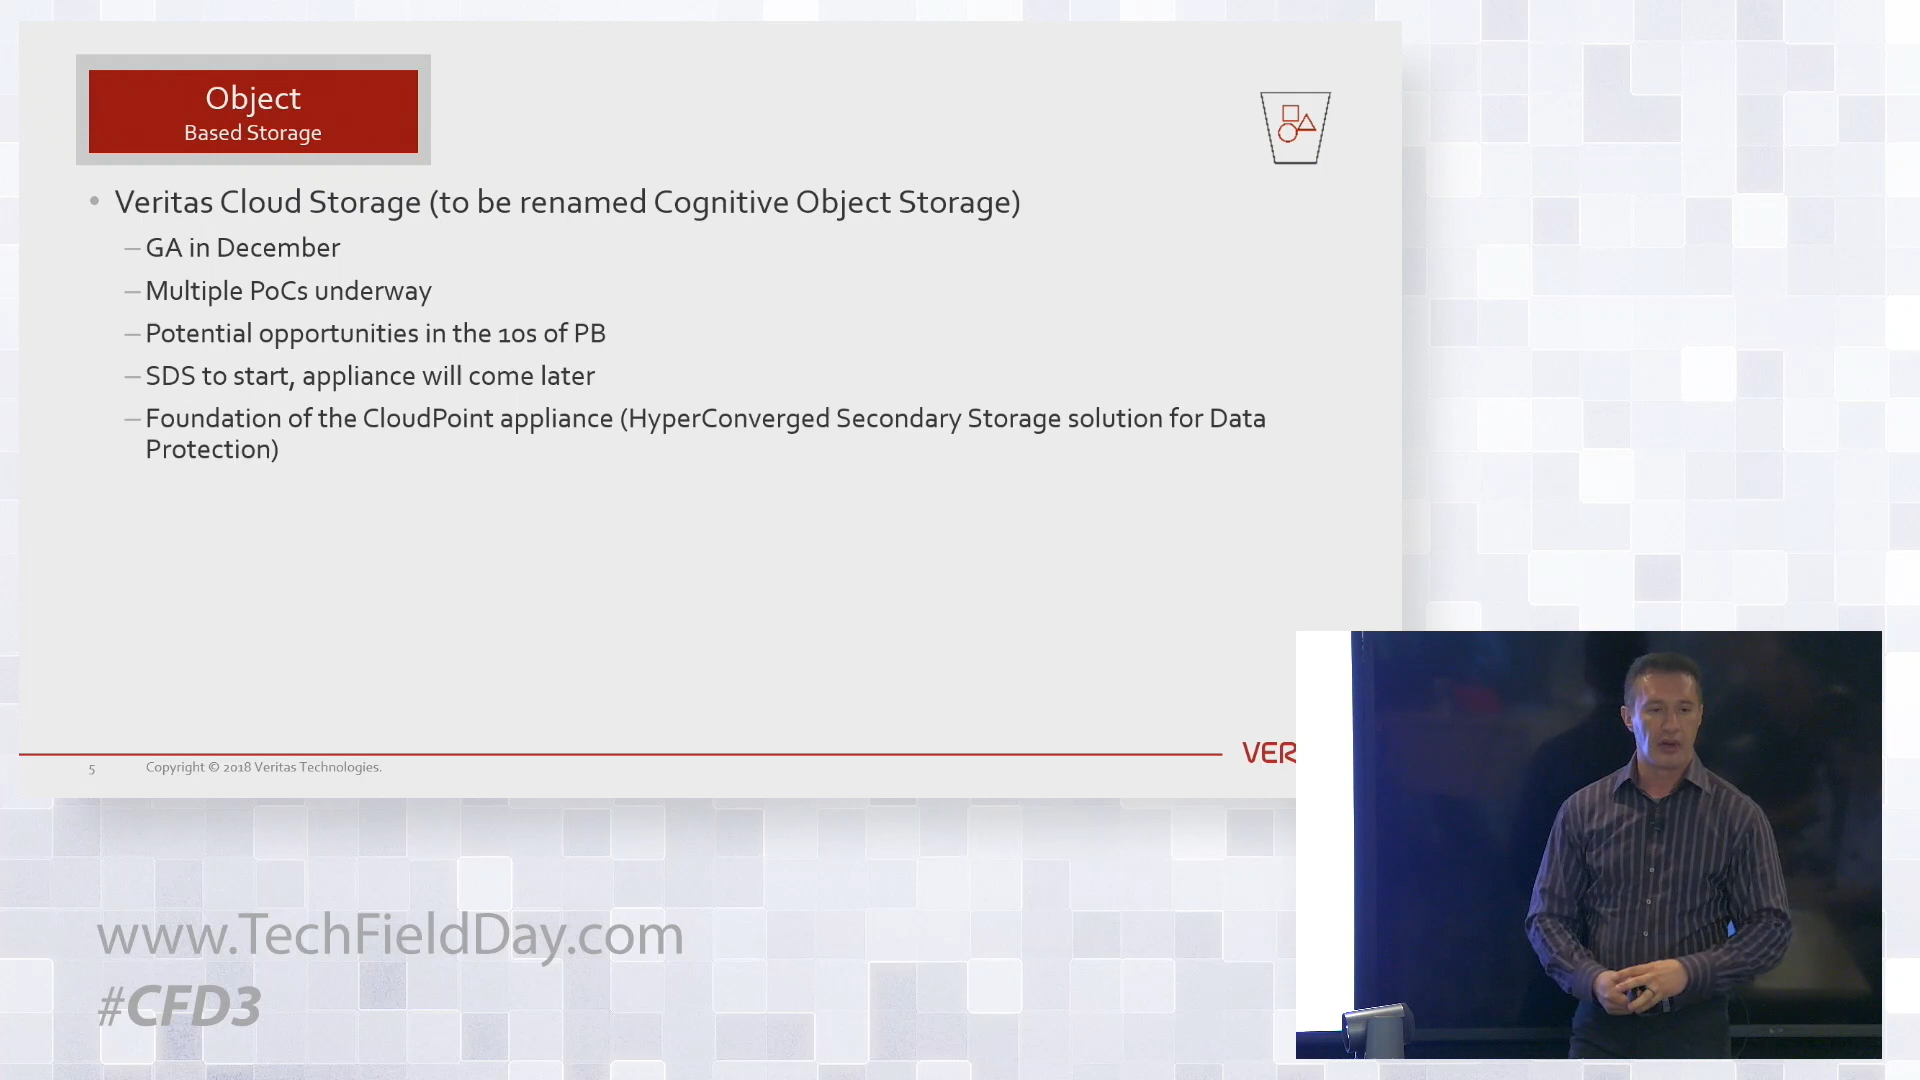 Object
Based Storage
• Veritas Cloud Storage (to be renamed Cognitive Object Storage)
– GA in December
– Multiple PoCs underway
– Potential opportunities in the 10s of PB
– SDS to start, appliance will come later
– Foundation of the CloudPoint appliance (HyperConverged Secondary Storage solution for Data
Protection)
VER
5 Copyright © 2018 Veritas Technologies.
www.TechFieldDay.com
#CFD3